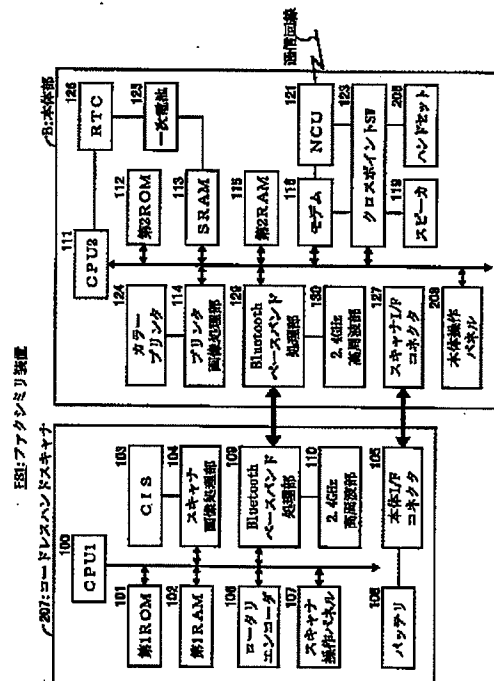 FS1:ファクシミリ装置
207:コードレスハンドスキャナ
100
CPU1
101
第1ROM
102
第1RAM
106
ロータリ
エンコーダ
107
スキャナ
操作パネル
108
バッテリ
103
CIS
104
スキャナ
画像処理部
109
Bluetooth
ベースバンド
処理部
110
2.4GHz
高周波部
105
本体I/F
コネクタ
B:本体部
111
CPU2
126
RTC
125
一次電池
124
カラー
プリンタ
112
第2ROM
114
プリンタ
画像処理部
113
SRAM
129
Bluetooth
ベースバンド
処理部
115
第2RAM
130
2.4GHz
高周波部
118
モデム
121
NCU
通信回線
127
スキャナI/F
コネクタ
123
クロスポイントSW
208
本体操作
パネル
119
スピーカ
ハンドセット